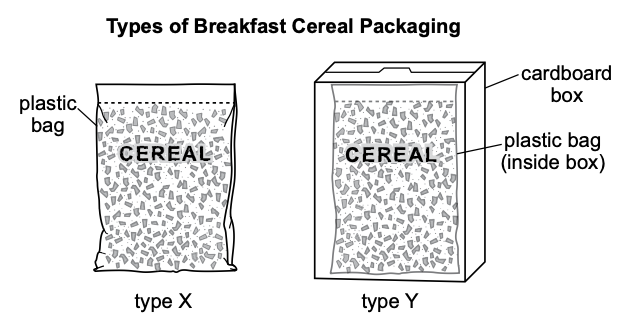 Types of Breakfast Cereal Packaging
plastic
bag
CEREAL
type X
cardboard
box
plastic bag
(inside box)
CEREAL
type Y